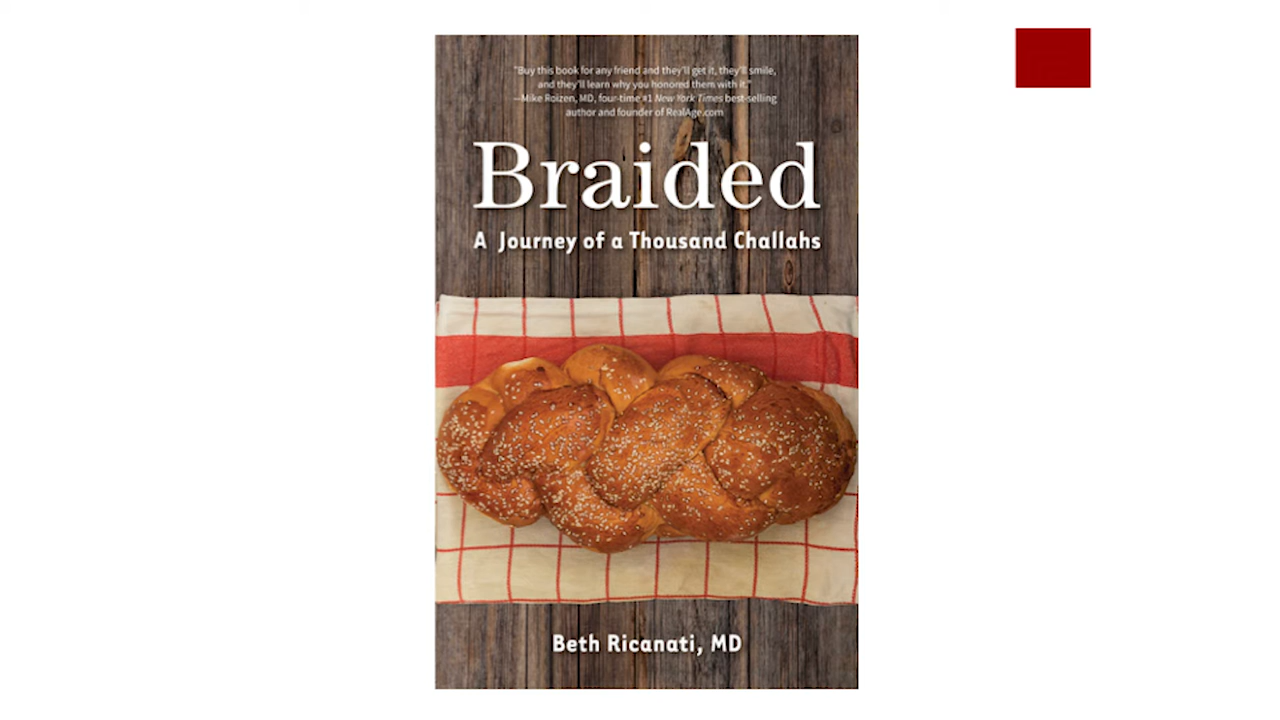 "Buy this book for any friend and they'll get it, they'll smile,
and they'll learn why you honored them with it."
—Mike Roizen, MD, four-time #1 New York Times best-selling
author and founder of RealAge.com
Braided
A Journey of a Thousand Challahs
Beth Ricanati, MD